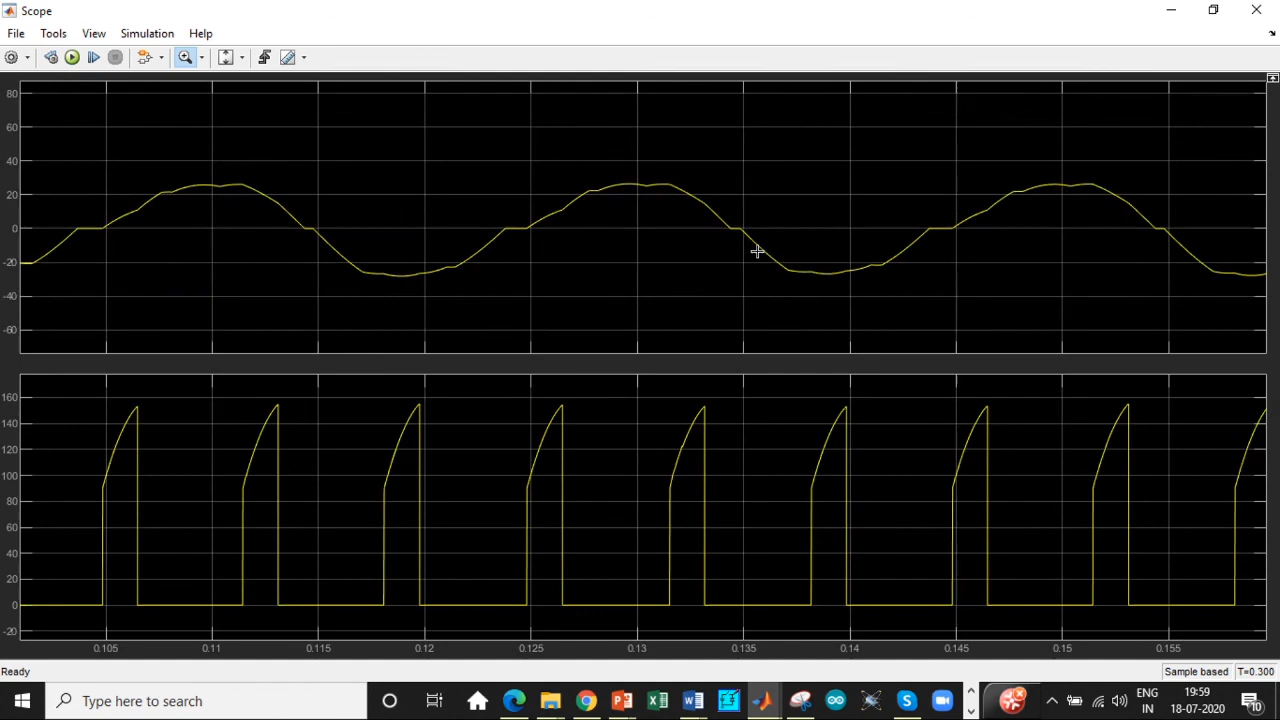 Scope
File Tools View Simulation Help
80
60
40
20
0
-20
-40
-60
160
140
120
100
80
60
40
20
0
-20
0.105 0.11 0.115 0.12 0.125 0.13 0.135 0.14 0.145 0.15 0.155
Ready
Sample based T=0.300
Type here to search
ENG 19:59
IN 18-07-2020
10